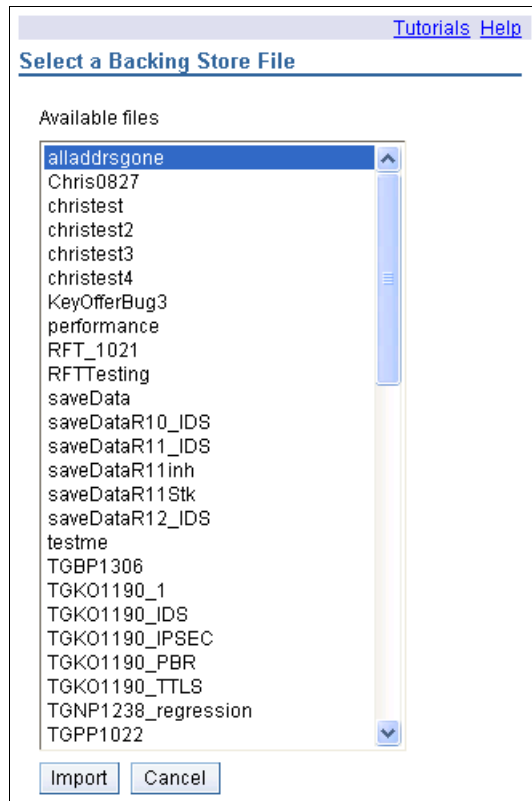 Tutorials Help
Select a Backing Store File
Available files
alladdrsgone
Chris0827
christest
christest2
christest3
christest4
KeyOfferBug3
performance
RFT_1021
RFTTesting
saveData
saveDataR10_IDS
saveDataR11_IDS
saveDataR11inh
saveDataR11Stk
saveDataR12_IDS
testme
TGBP1306
TGKO1190_1
TGKO1190_IDS
TGKO1190_IPSEC
TGKO1190_PBR
TGKO1190_TTLS
TGNP1238_regression
TGPP1022
Import Cancel